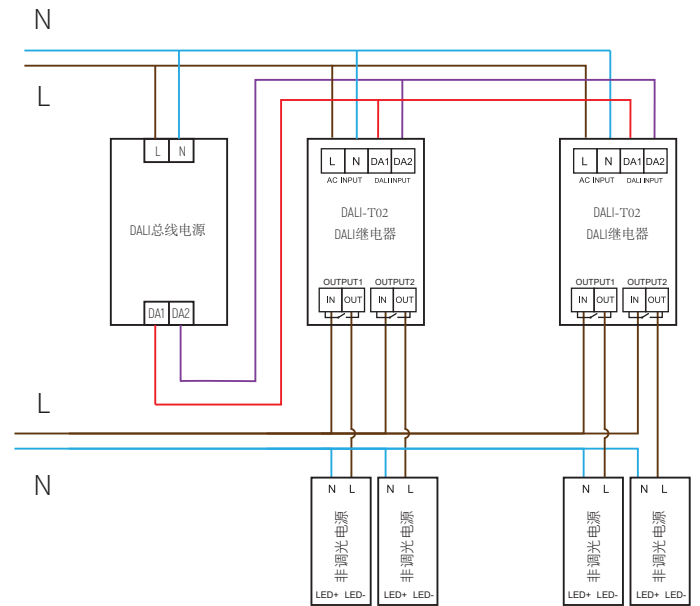 N
L
L N
DALI总线电源
DA1 DA2
L N DA1 DA2
AC INPUT DALI INPUT
DALI-T02
DALI继电器
OUTPUT1 OUTPUT2
IN OUT IN OUT
L N DA1 DA2
AC INPUT DALI INPUT
DALI-T02
DALI继电器
OUTPUT1 OUTPUT2
IN OUT IN OUT
L
N
N L
非调光电源
LED+ LED-
N L
非调光电源
LED+ LED-
N L
非调光电源
LED+ LED-
N L
非调光电源
LED+ LED-